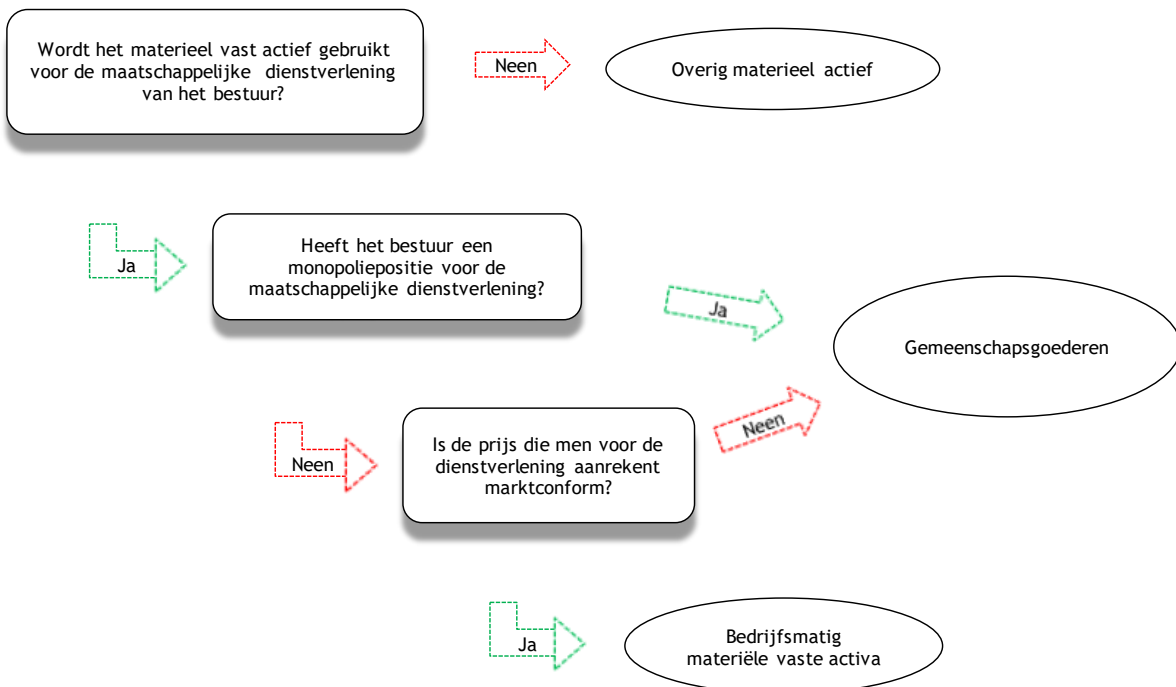 Wordt het materieel vast actief gebruikt
voor de maatschappelijke dienstverlening
van het bestuur?
Neen
Overig materieel actief
Ja
Heeft het bestuur een
monopoliepositie voor de
maatschappelijke dienstverlening?
Ja
Gemeenschapsgoederen
Neen
Is de prijs die men voor de
dienstverlening aanrekent
marktconform?
Neen
Ja
Bedrijfsmatig
materiële vaste activa